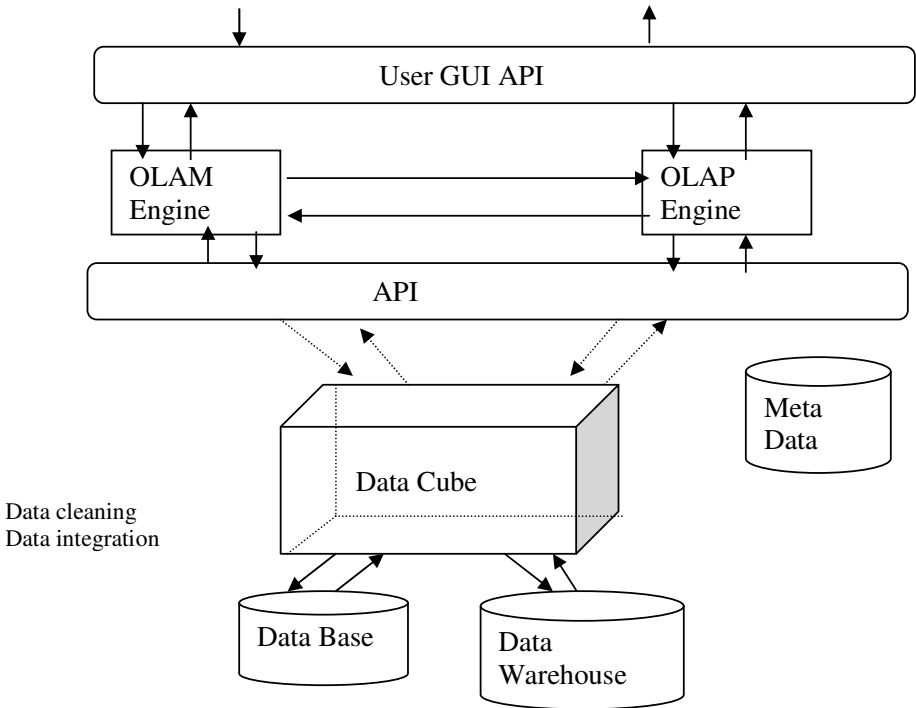 User GUI API
OLAM
Engine
OLAP
Engine
API
Meta
Data
Data Cube
Data cleaning
Data integration
Data Base
Data
Warehouse